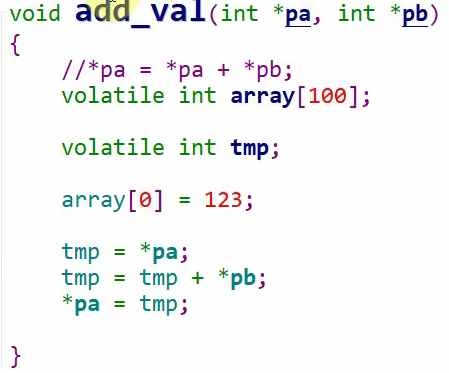 void add_val(int *pa, int *pb)
{
//*pa = *pa + *pb;
volatile int array[100];
volatile int tmp;
array[0] = 123;
tmp = *pa;
tmp = tmp + *pb;
*pa = tmp;
}